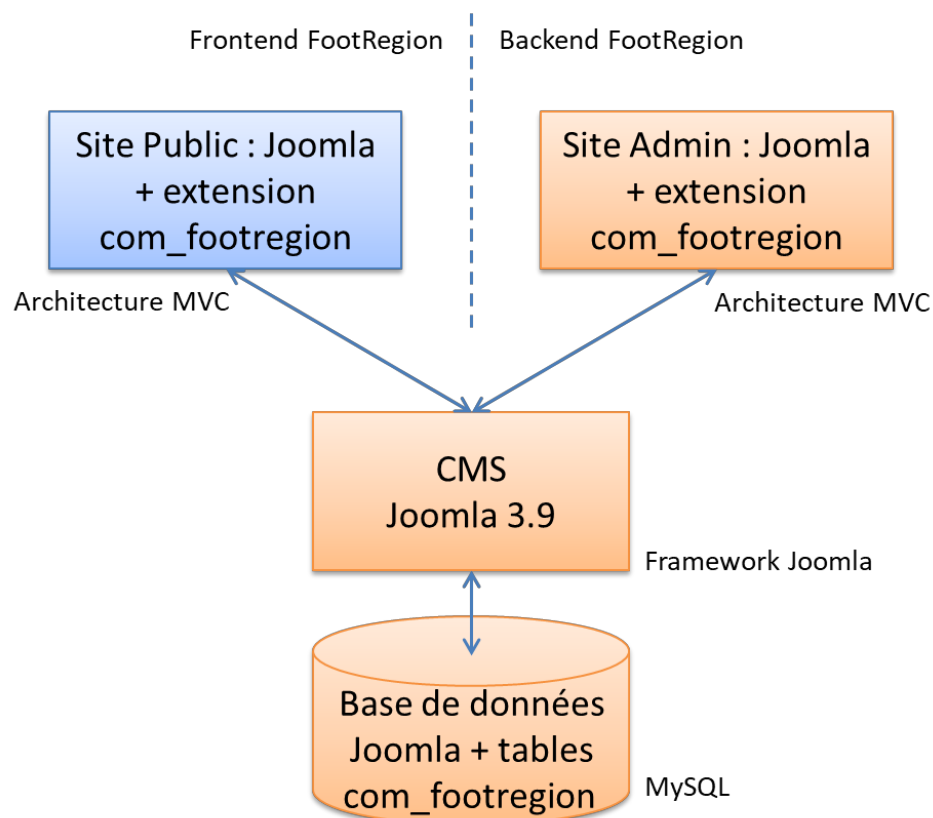 Frontend FootRegion
Backend FootRegion
Site Public : Joomla
+ extension
com_footregion
Site Admin : Joomla
+ extension
com_footregion
Architecture MVC
Architecture MVC
CMS
Joomla 3.9
Framework Joomla
Base de données
Joomla + tables
com_footregion
MySQL